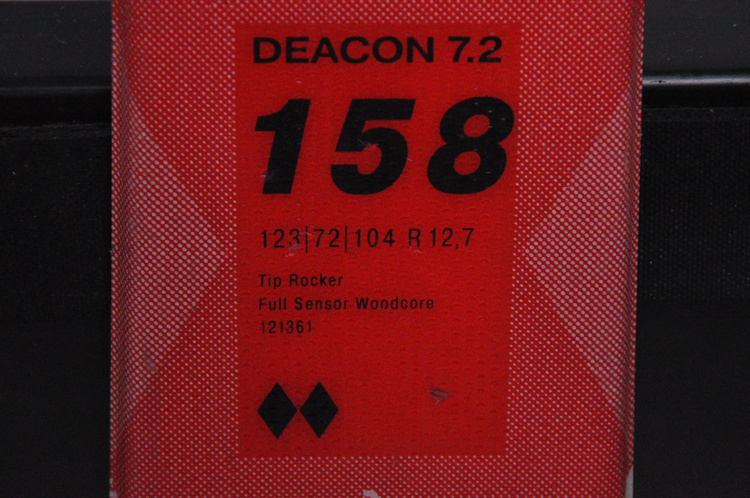 DEACON 7.2
158
123|72|104 R 12,7
Tip Rocker
Full Sensor Woodcore
121361